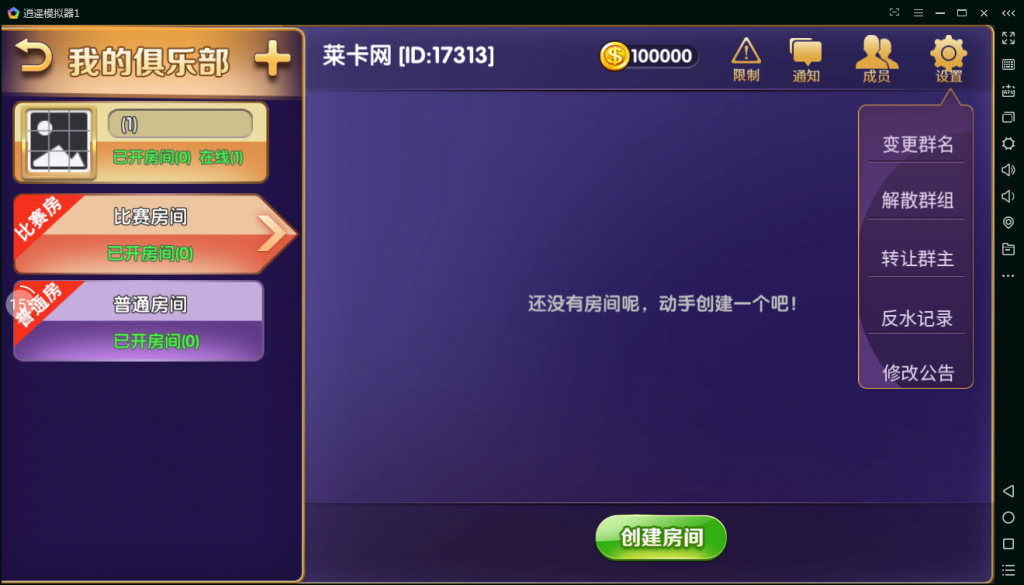 逍遥模拟器1
我的俱乐部
莱卡网 [ID:17313]
100000
限制
通知
成员
设置
(1)
已开房间(0) 在线(1)
比赛房
比赛房间
已开房间(0)
普通房
普通房间
已开房间(0)
15
变更群名
解散群组
转让群主
反水记录
修改公告
还没有房间呢，动手创建一个吧！
创建房间